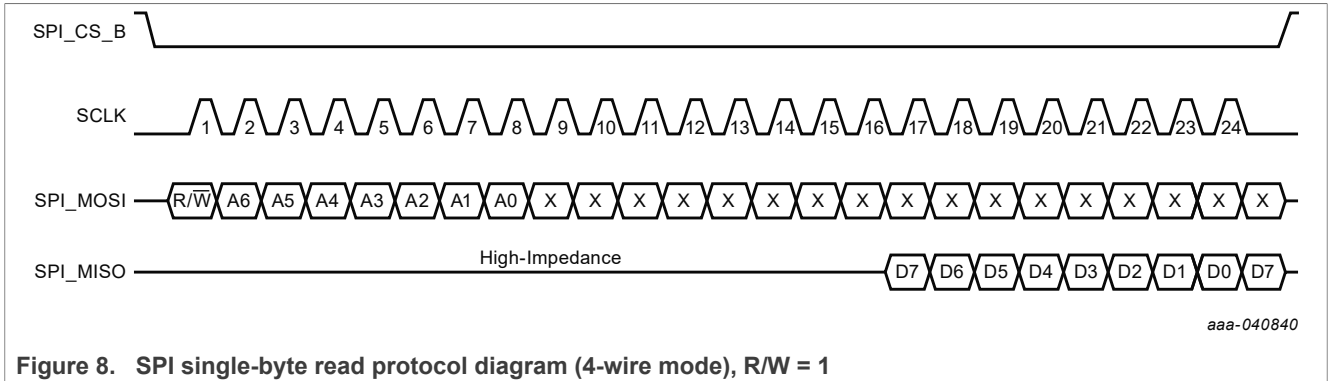 SPI_CS_B
SCLK 1 2 3 4 5 6 7 8 9 10 11 12 13 14 15 16 17 18 19 20 21 22 23 24
SPI_MOSI R/W̅ A6 A5 A4 A3 A2 A1 A0 X X X X X X X X X X X X X X X X X
SPI_MISO High-Impedance D7 D6 D5 D4 D3 D2 D1 D0 D7
aaa-040840
Figure 8. SPI single-byte read protocol diagram (4-wire mode), R/W = 1